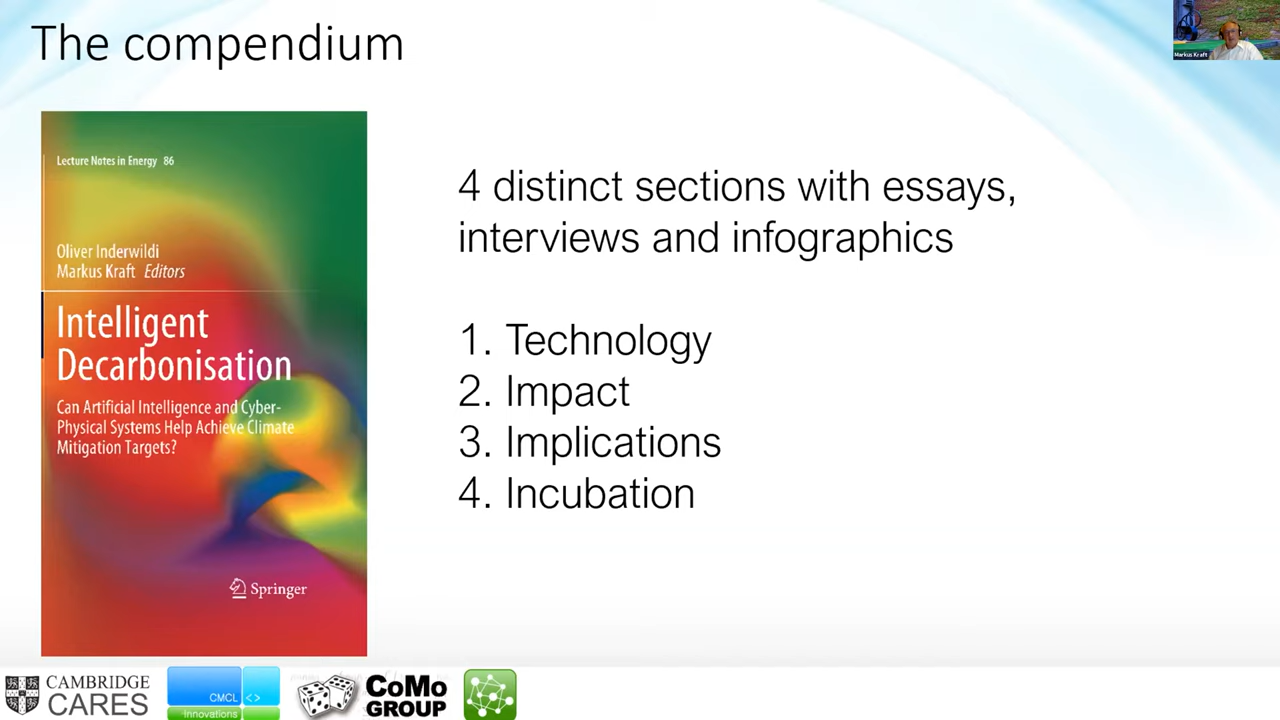 The compendium
Markus Kraft
Lecture Notes in Energy 86
Oliver Inderwildi
Markus Kraft Editors
Intelligent
Decarbonisation
Can Artificial Intelligence and Cyber-
Physical Systems Help Achieve Climate
Mitigation Targets?
Springer
4 distinct sections with essays,
interviews and infographics
1. Technology
2. Impact
3. Implications
4. Incubation
CAMBRIDGE
CARES
CMCL <>
Innovations
CoMo
GROUP